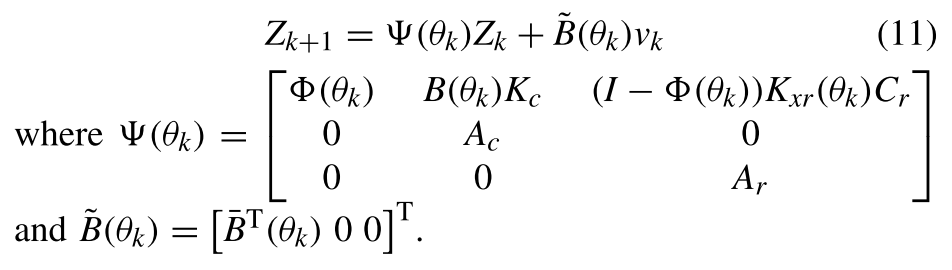 Z_{k+1} = Ψ(θ_k)Z_k + B̃(θ_k)v_k (11)
where Ψ(θ_k) = [Φ(θ_k) B(θ_k)K_c (I − Φ(θ_k))K_{xr}(θ_k)C_r
0 A_c 0
0 0 A_r]
and B̃(θ_k) = [B̄^T(θ_k) 0 0]^T.